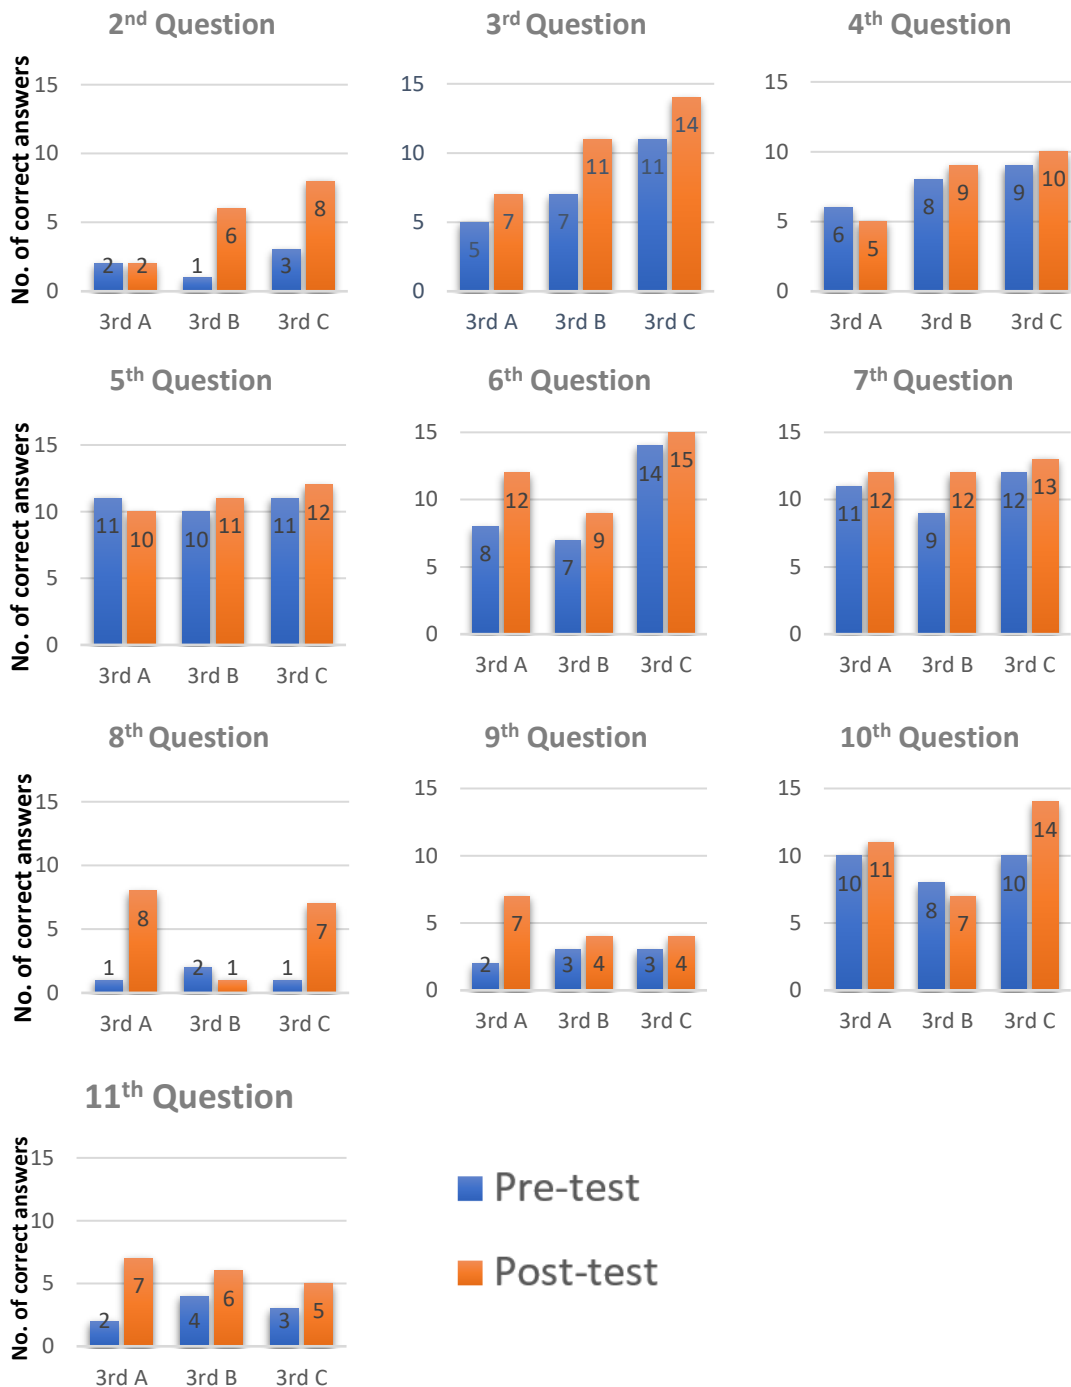 2nd Question
3rd Question
4th Question
No. of correct answers
15
10
5
0
2
2
1
6
3
8
3rd A
3rd B
3rd C
15
10
5
0
5
7
7
11
11
14
3rd A
3rd B
3rd C
15
10
5
0
6
5
8
9
9
10
3rd A
3rd B
3rd C
5th Question
6th Question
7th Question
No. of correct answers
15
10
5
0
11
10
10
11
11
12
3rd A
3rd B
3rd C
15
10
5
0
8
12
7
9
14
15
3rd A
3rd B
3rd C
15
10
5
0
11
12
9
12
12
13
3rd A
3rd B
3rd C
8th Question
9th Question
10th Question
No. of correct answers
15
10
5
0
1
8
2
1
1
7
3rd A
3rd B
3rd C
15
10
5
0
2
7
3
4
3
4
3rd A
3rd B
3rd C
15
10
5
0
10
11
8
7
10
14
3rd A
3rd B
3rd C
11th Question
No. of correct answers
15
10
5
0
2
7
4
6
3
5
3rd A
3rd B
3rd C
Pre-test
Post-test